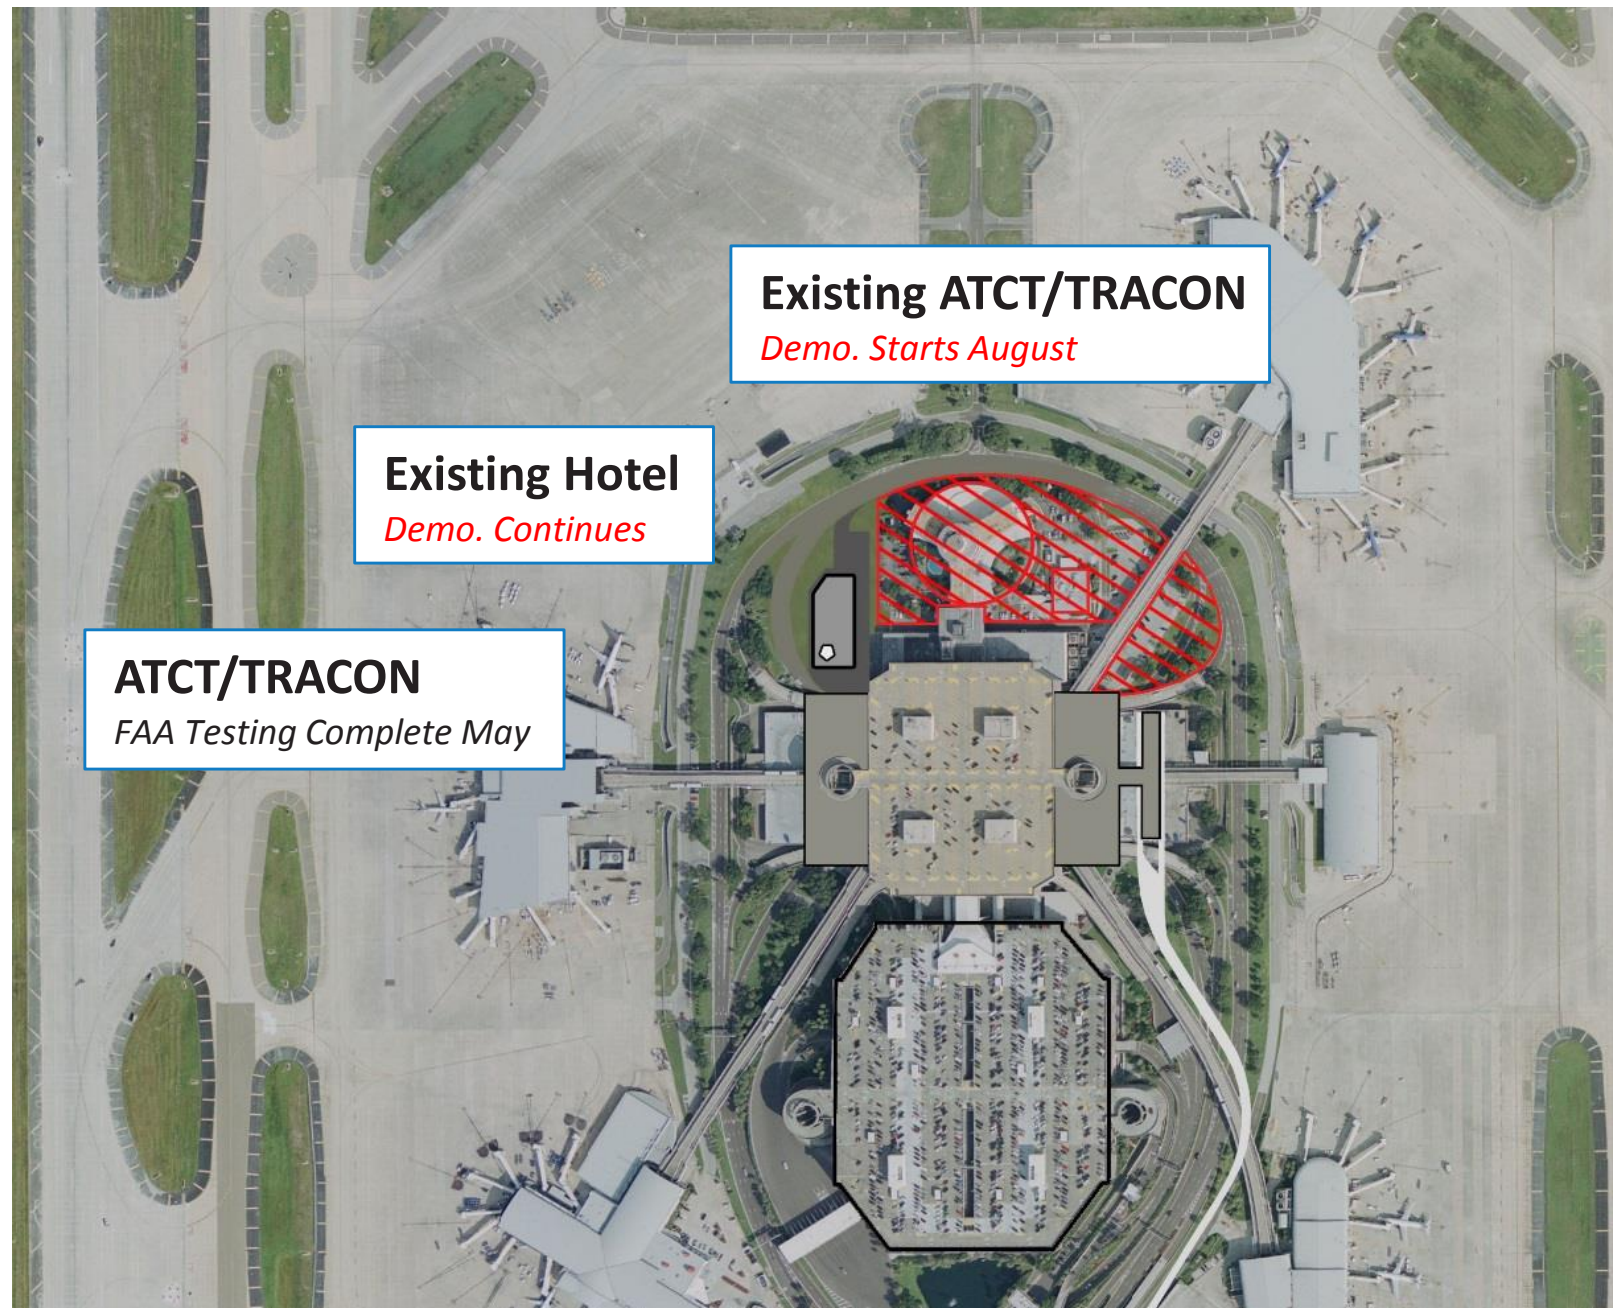 Existing ATCT/TRACON
Demo. Starts August
Existing Hotel
Demo. Continues
ATCT/TRACON
FAA Testing Complete May